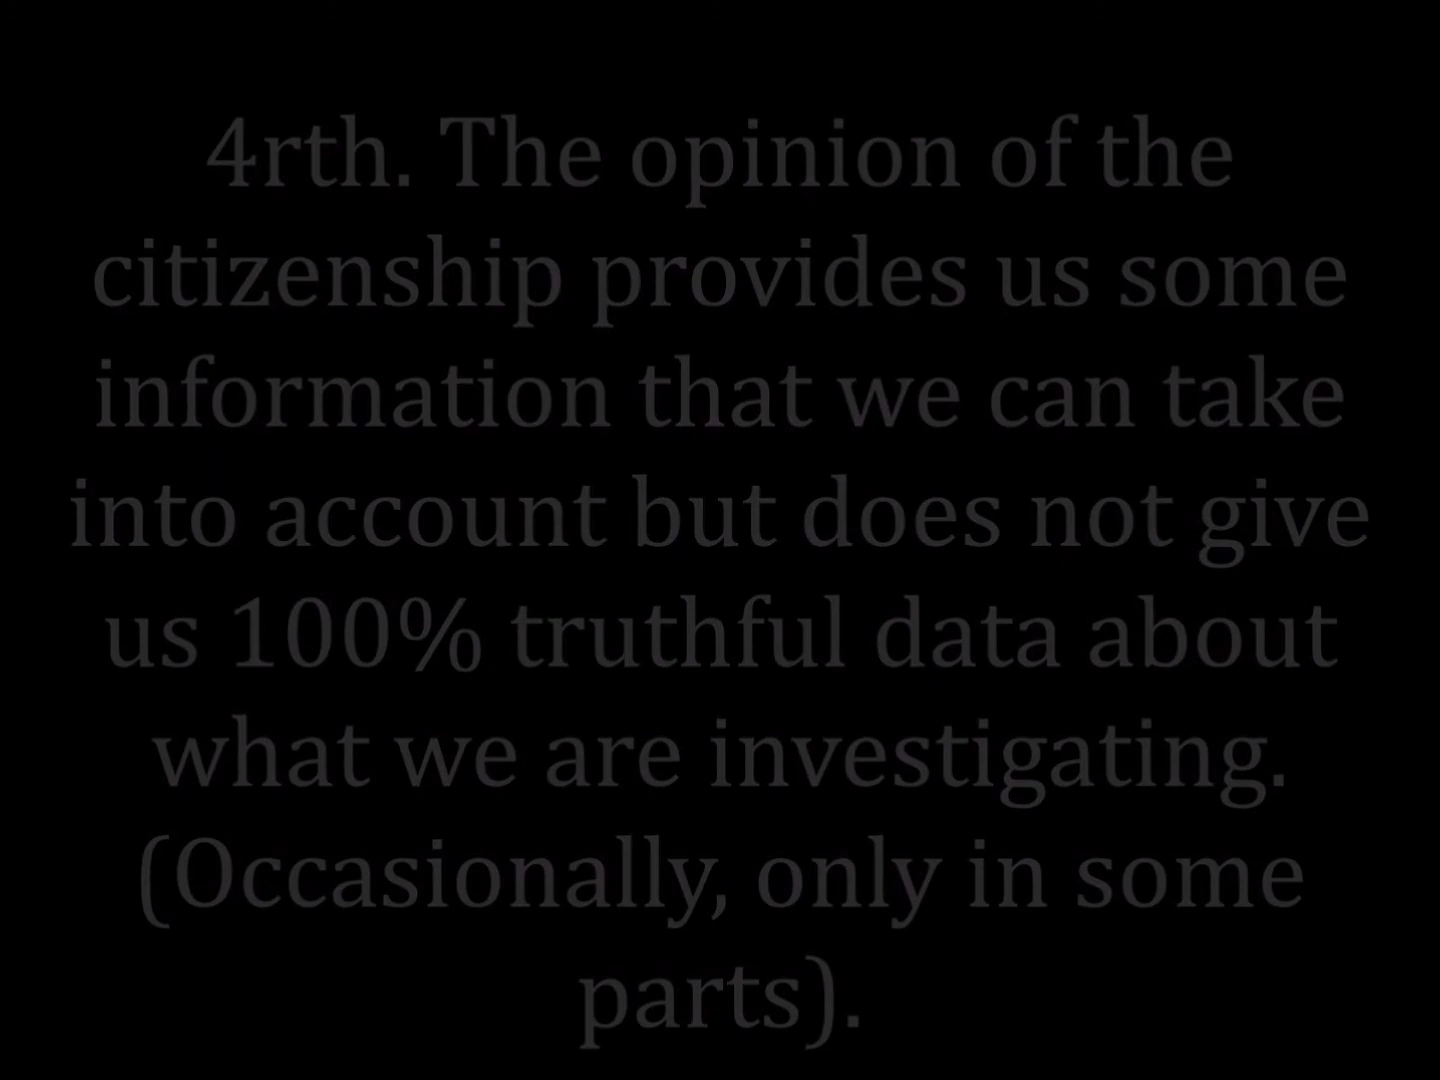 4rth. The opinion of the
citizenship provides us some
information that we can take
into account but does not give
us 100% truthful data about
what we are investigating.
(Occasionally, only in some
parts).